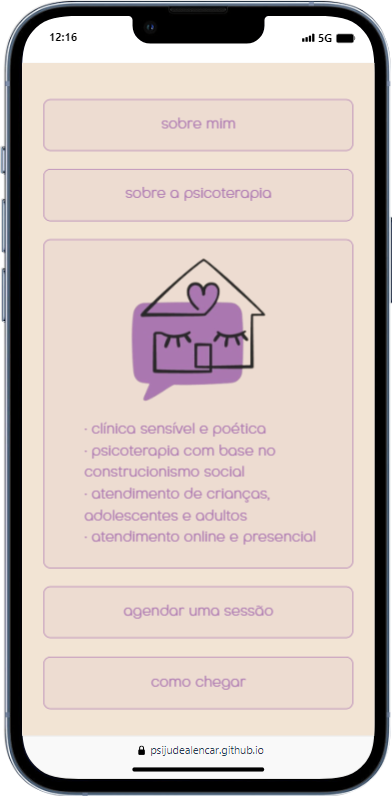 12:16
5G
sobre mim
sobre a psicoterapia
· clínica sensível e poética
· psicoterapia com base no
construcionismo social
· atendimento de crianças,
adolescentes e adultos
· atendimento online e presencial
agendar uma sessão
como chegar
psijudealencar.github.io